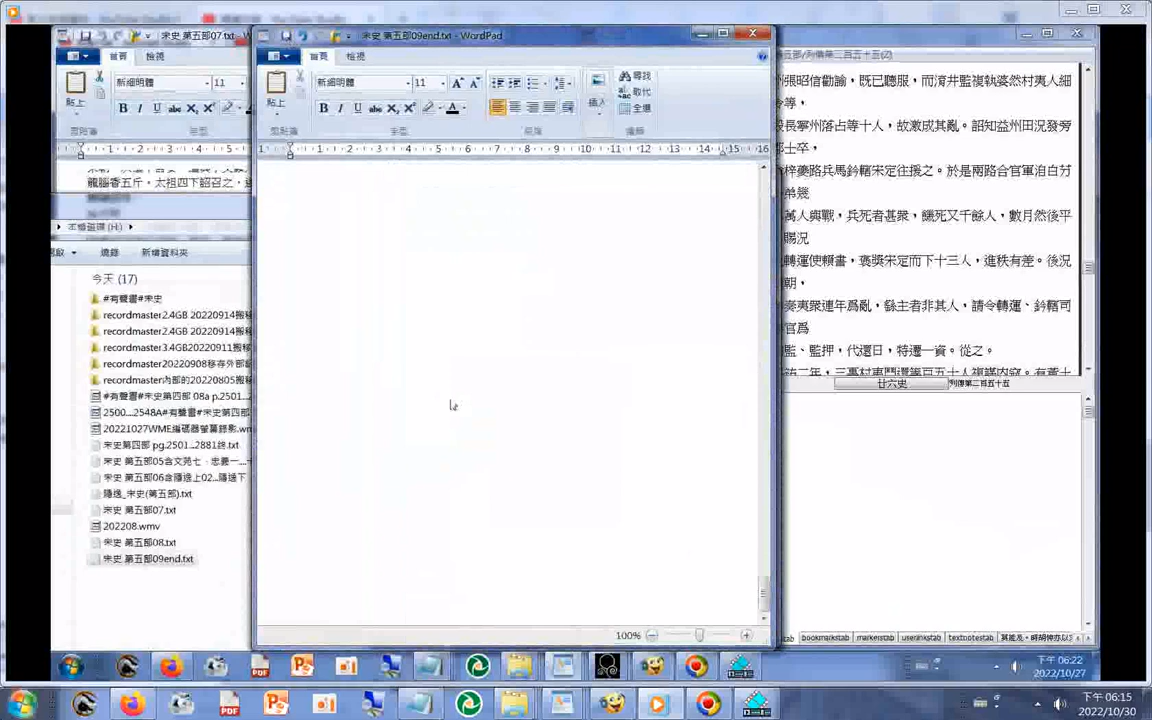 宋史 第五部07.txt - W
宋史 第五部09end.txt - WordPad
五部/列傳第二百五十五(2)
首頁 檢視
首頁 檢視
貼上
新細明體 11
貼上
新細明體 11
插入
尋找
取代
全選
剪貼簿 字型
剪貼簿 字型 段落 編輯
龍腦香五斤。太祖四下詔召之，
本機磁碟 (H:)
燒錄 新增資料夾
今天 (17)
#有聲書#宋史
recordmaster2.4GB 20220914搬移
recordmaster2.4GB 20220914搬移
recordmaster3.4GB20220911搬移
recordmaster20220908移存外部
recordmaster內部的20220805搬移
#有聲書#宋史第四部 08a p.2501...
2500....2548A#有聲書#宋史第四部
20221027WME編碼器螢幕錄影.wm
宋史第四部 pg.2501...2881終.txt
宋史 第五部05含文苑七、忠義一...
宋史 第五部06含隱逸上02...隱逸下
隱逸_宋史(第五部).txt
宋史 第五部07.txt
202208.wmv
宋史 第五部08.txt
宋史 第五部09end.txt
張昭信勸諭，既已聽服，而淯井監複執婆然村夷人細
令等，
殺長寧州落占等十人，故激成其亂。詔知益州田況發旁
郡士卒，
梓夔路兵馬鈐轄宋定往援之。於是兩路合官軍洎白芀
弟幾
萬人與戰，兵死者甚衆，饑死又千餘人，數月然後平
賜況
轉運使敕書，褒獎宋定而下十三人，進秩有差。後況
朝，
奏夷衆連年爲亂，繇主者非其人，請令轉運、鈐轄司
官爲
監、監押，代還日，特遷一資。從之。
廿六史 列傳第二百五十五
bookmarkstab markerstab userlinkstab textnotestab
100%
下午 06:22
2022/10/27
下午 06:15
2022/10/30